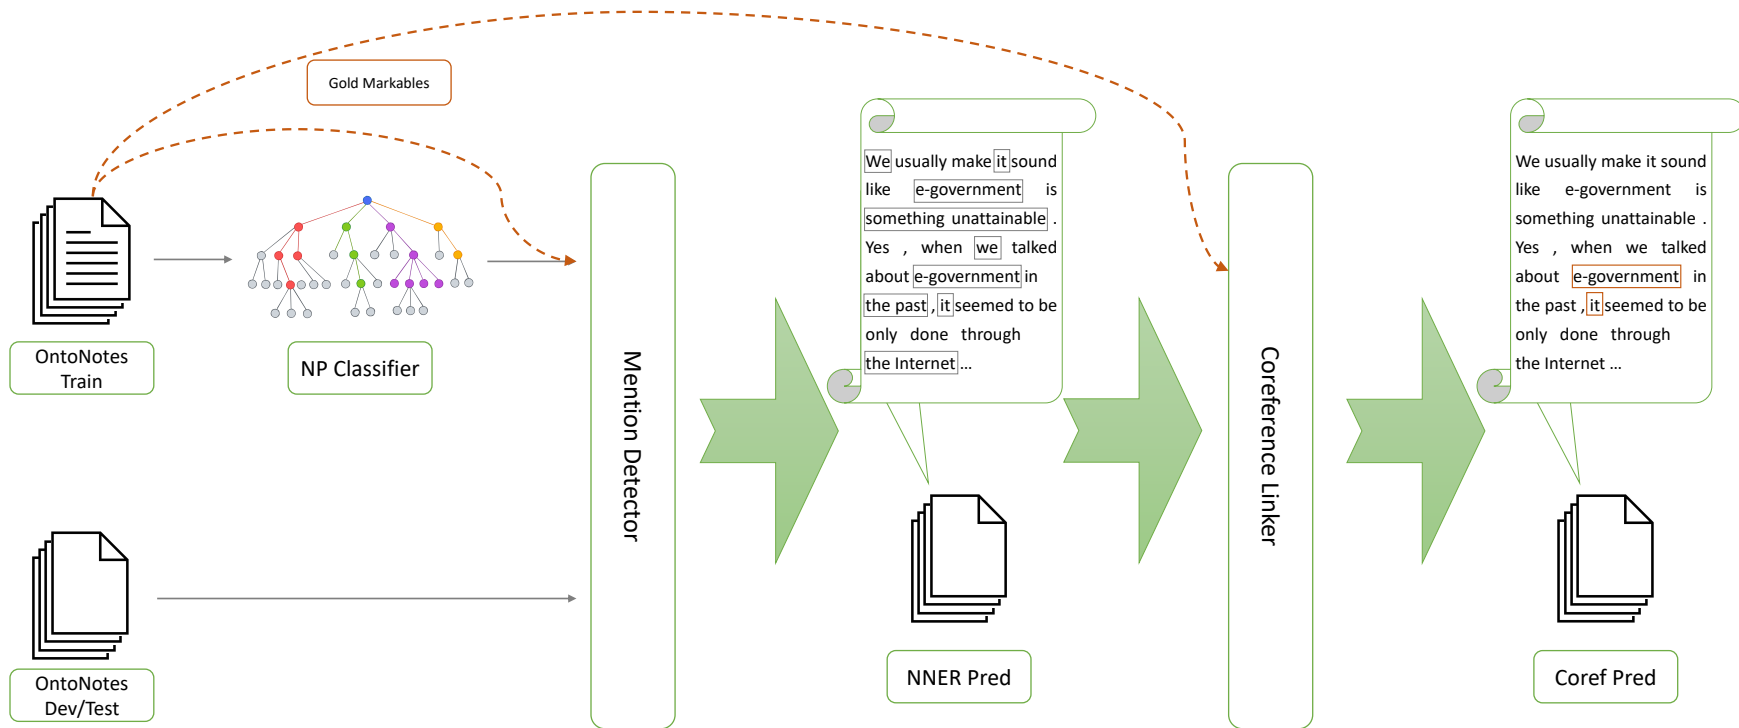 Gold Markables
OntoNotes
Train
NP Classifier
OntoNotes
Dev/Test
Mention Detector
We usually make it sound
like e-government is
something unattainable .
Yes , when we talked
about e-government in
the past , it seemed to be
only done through
the Internet ...
NNER Pred
Coreference Linker
We usually make it sound
like e-government is
something unattainable .
Yes , when we talked
about e-government in
the past , it seemed to be
only done through
the Internet ...
Coref Pred